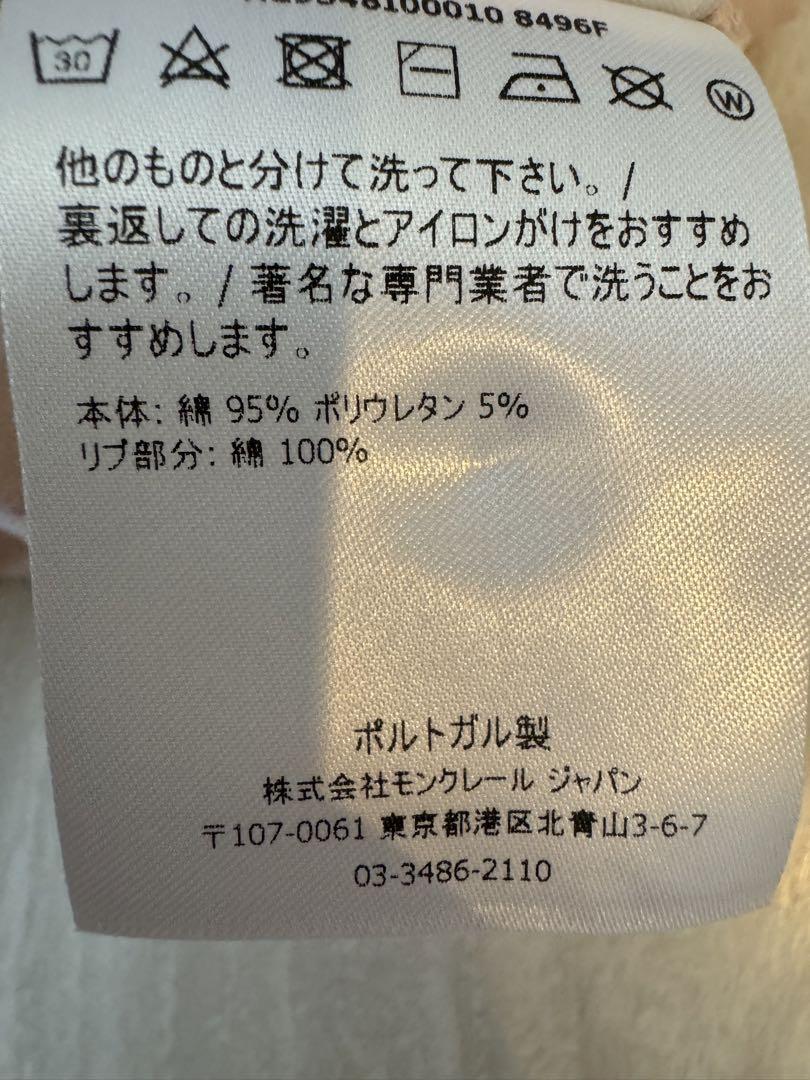 8100010 8496F
30
W
他のものと分けて洗って下さい。/
裏返しての洗濯とアイロンがけをおすすめ
します。/ 著名な専門業者で洗うことをお
すすめします。
本体: 綿 95% ポリウレタン 5%
リブ部分: 綿 100%
ポルトガル製
株式会社モンクレール ジャパン
〒107-0061 東京都港区北青山3-6-7
03-3486-2110